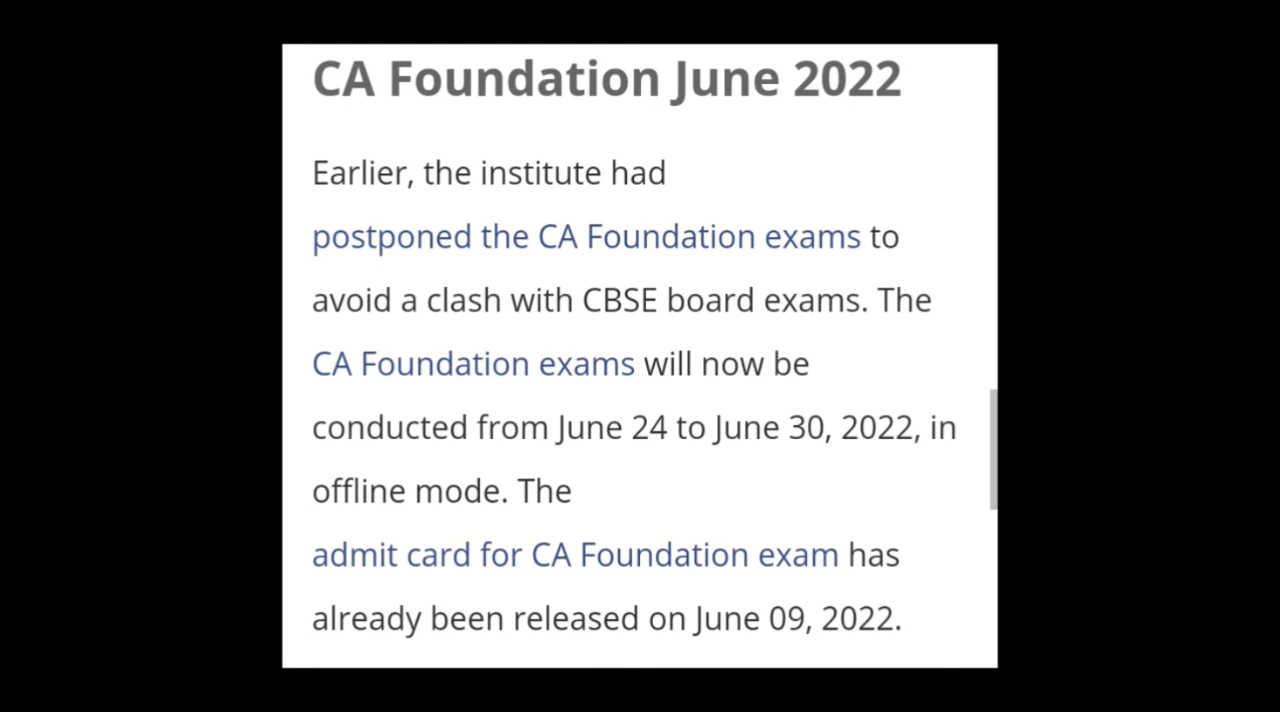 CA Foundation June 2022
Earlier, the institute had
postponed the CA Foundation exams to
avoid a clash with CBSE board exams. The
CA Foundation exams will now be
conducted from June 24 to June 30, 2022, in
offline mode. The
admit card for CA Foundation exam has
already been released on June 09, 2022.